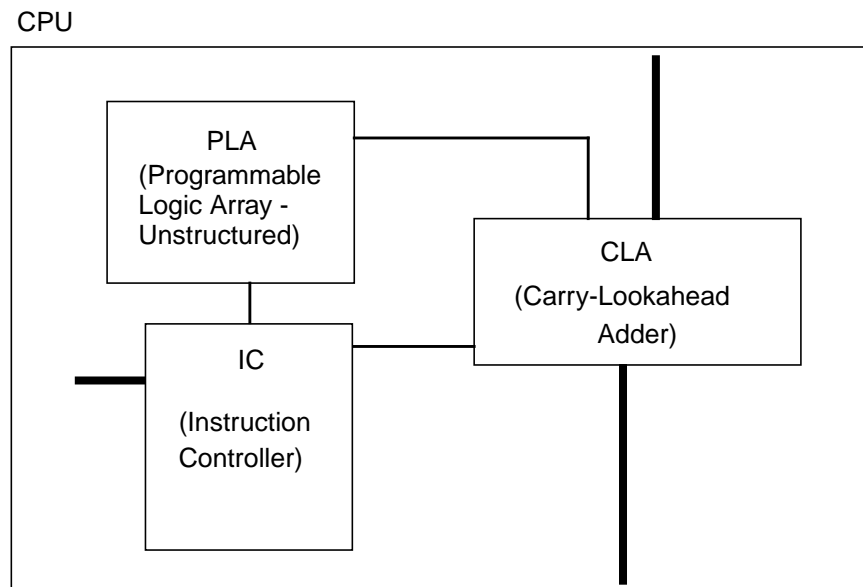 CPU
PLA
(Programmable
Logic Array -
Unstructured)
CLA
(Carry-Lookahead
Adder)
IC
(Instruction
Controller)